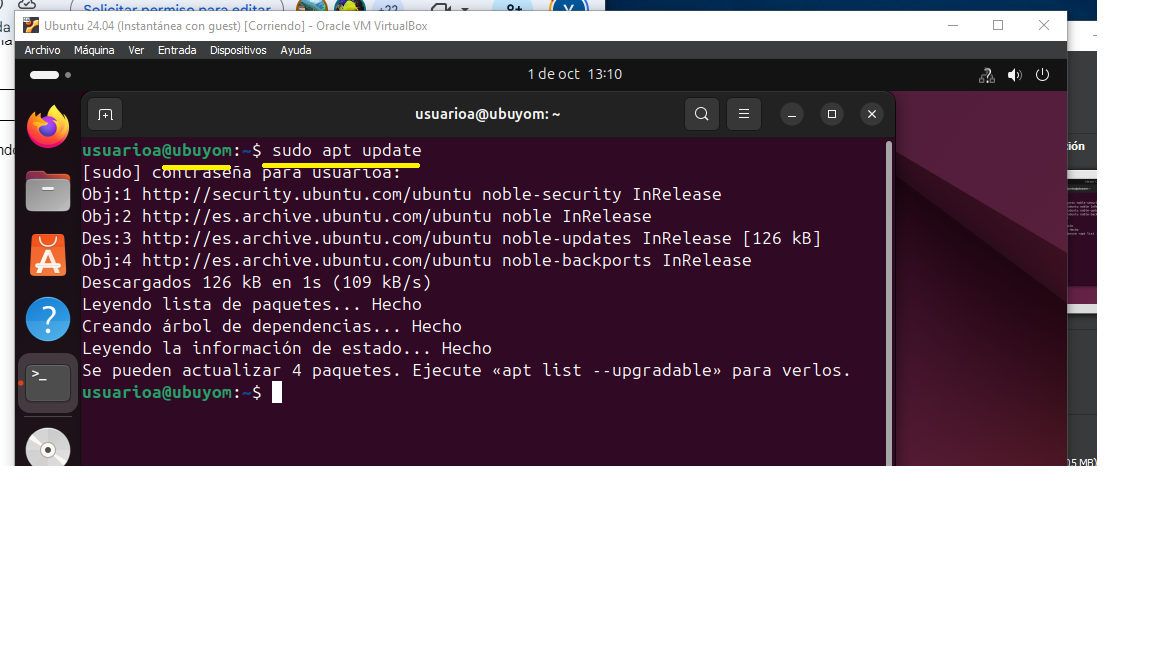 Solicitar permiso para editar
+22
Ubuntu 24.04 (Instantánea con guest) [Corriendo] - Oracle VM VirtualBox
Archivo Máquina Ver Entrada Dispositivos Ayuda
1 de oct 13:10
usuarioa@ubuyom: ~
usuarioa@ubuyom:~$ sudo apt update
[sudo] contraseña para usuarioa:
Obj:1 http://security.ubuntu.com/ubuntu noble-security InRelease
Obj:2 http://es.archive.ubuntu.com/ubuntu noble InRelease
Des:3 http://es.archive.ubuntu.com/ubuntu noble-updates InRelease [126 kB]
Obj:4 http://es.archive.ubuntu.com/ubuntu noble-backports InRelease
Descargados 126 kB en 1s (109 kB/s)
Leyendo lista de paquetes... Hecho
Creando árbol de dependencias... Hecho
Leyendo la información de estado... Hecho
Se pueden actualizar 4 paquetes. Ejecute «apt list --upgradable» para verlos.
usuarioa@ubuyom:~$